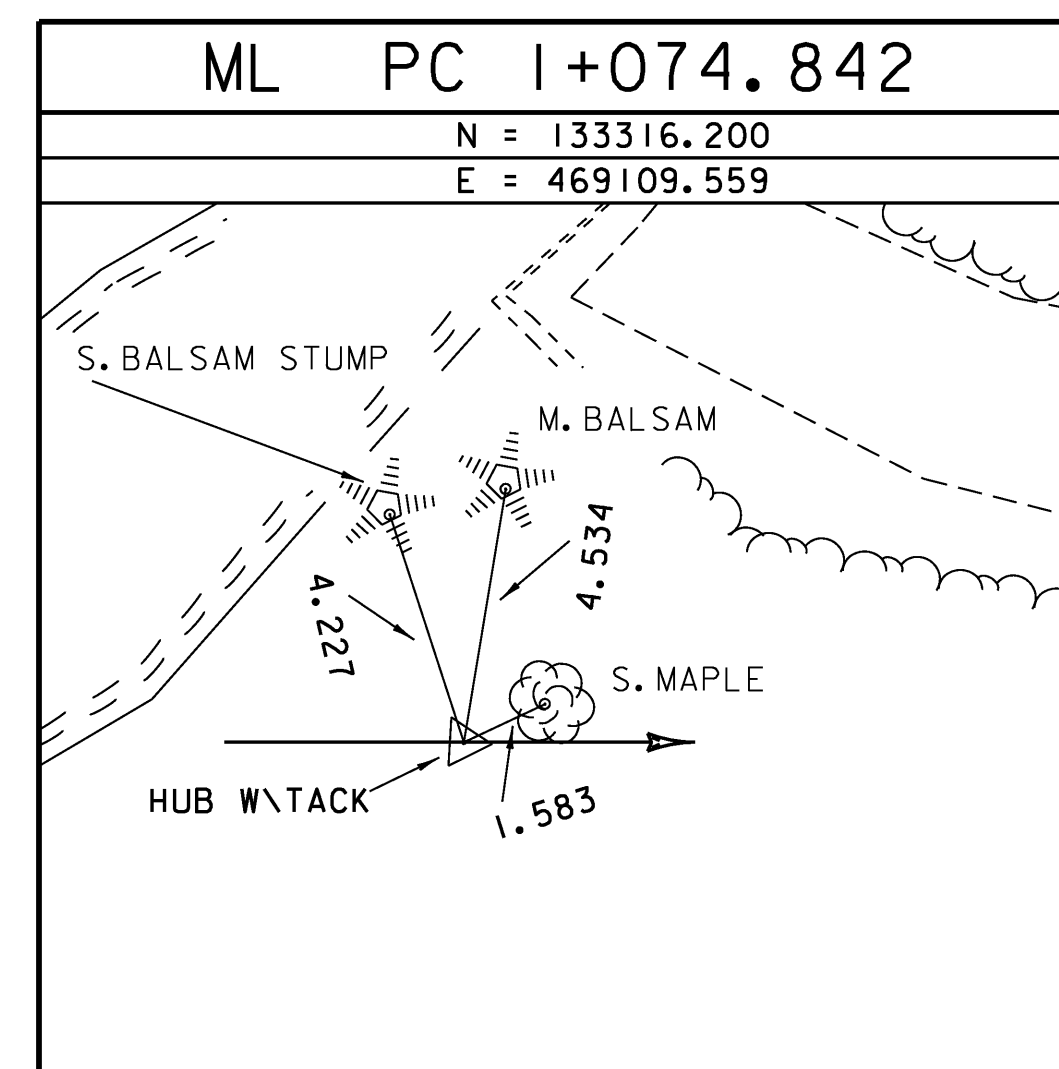 ML PC 1+074.842
N = 133316.200
E = 469109.559
S. BALSAM STUMP
M. BALSAM
4.534
4.227
S. MAPLE
HUB W\TACK
1.583